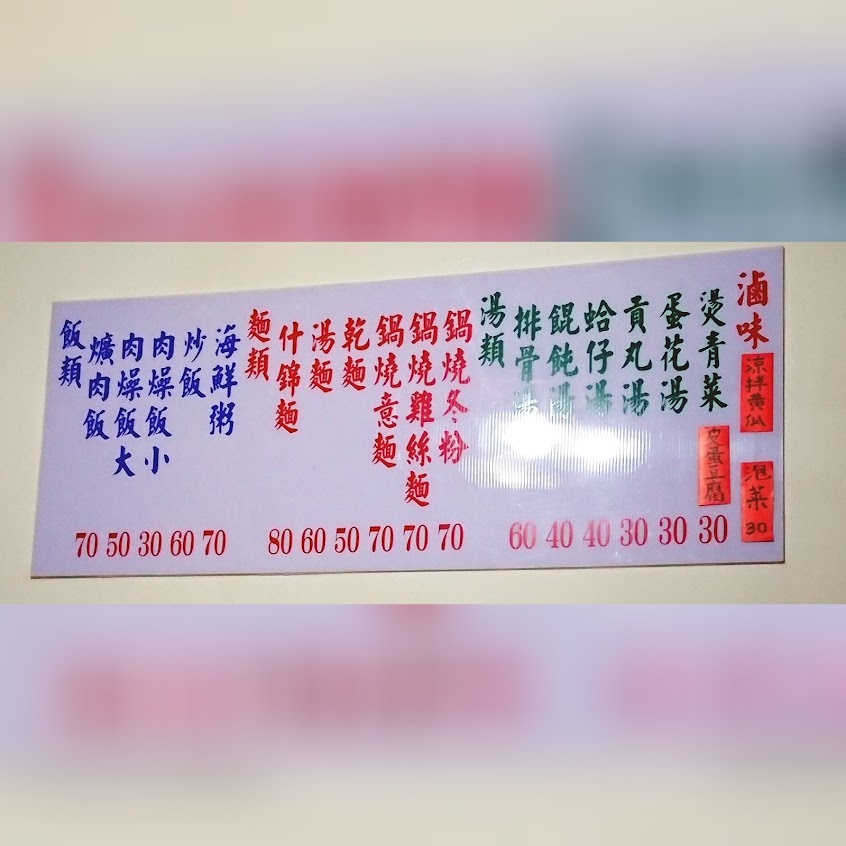 飯類
爌肉飯 70
肉燥飯大 50
肉燥飯小 30
炒飯 60
海鮮粥 70
麵類
什錦麵 80
湯麵 60
乾麵 50
鍋燒意麵 70
鍋燒雞絲麵 70
鍋燒冬粉 70
湯類
排骨湯 60
餛飩湯 40
蛤仔湯 40
貢丸湯 30
蛋花湯 30
燙青菜 30
皮蛋豆腐
滷味
涼拌黃瓜
泡菜 30